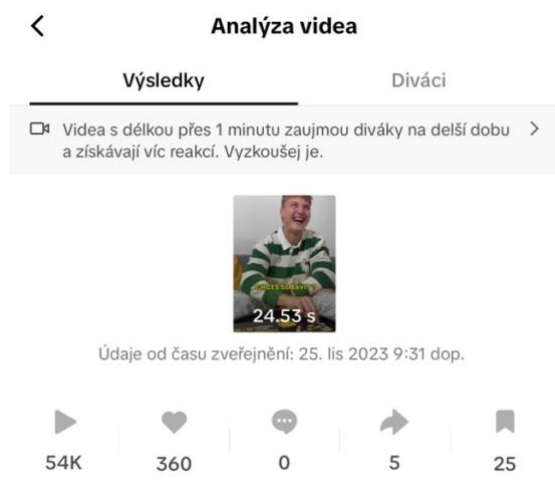 Analýza videa
Výsledky
Diváci
Videa s délkou přes 1 minutu zaujmou diváky na delší dobu
a získávají víc reakcí. Vyzkoušej je.
24.53 s
Údaje od času zveřejnění: 25. lis 2023 9:31 dop.
54K
360
0
5
25